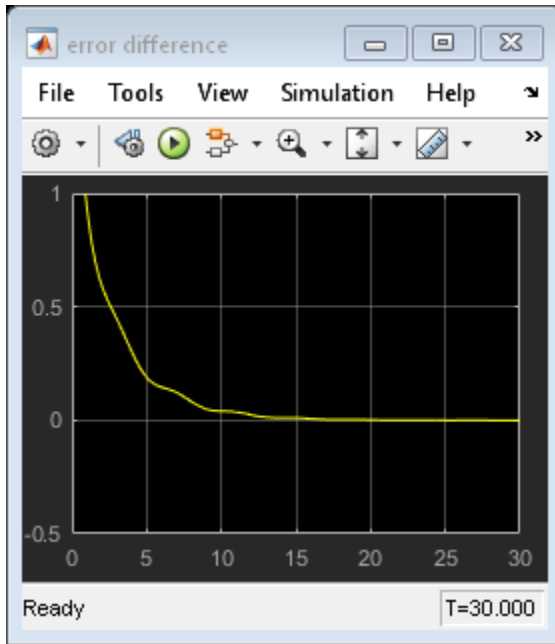 error difference
File Tools View Simulation Help
1
0.5
0
-0.5
0 5 10 15 20 25 30
Ready T=30.000